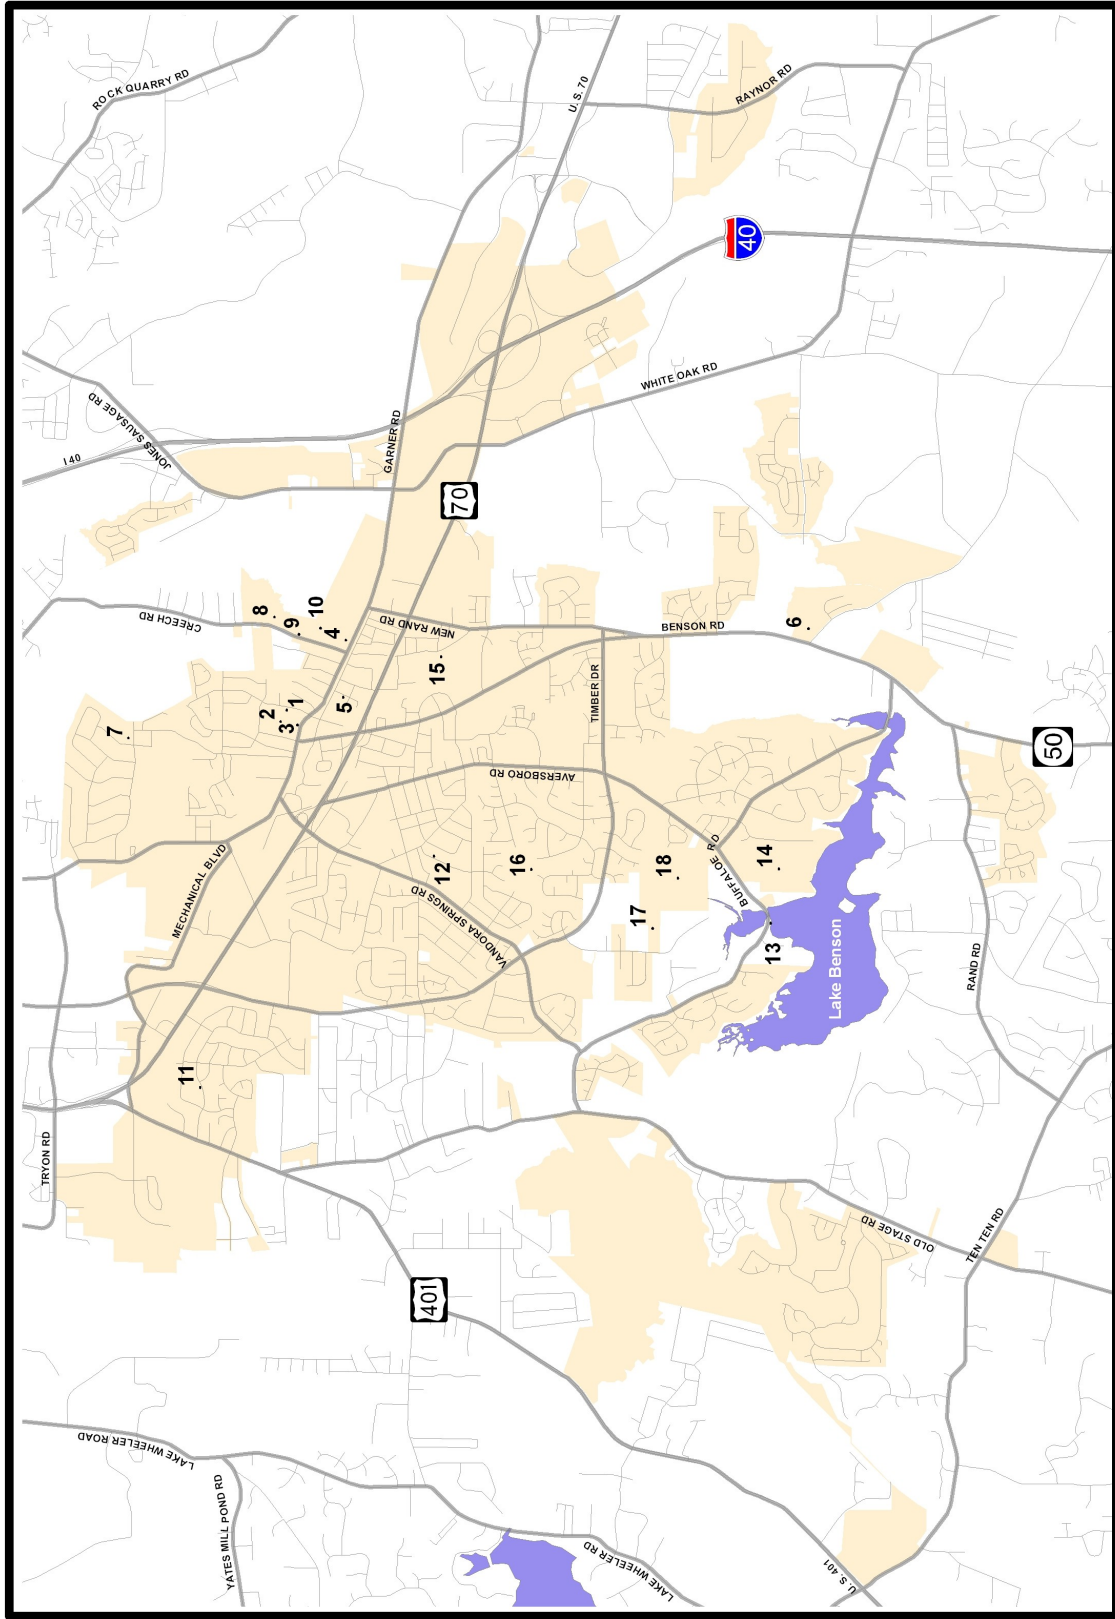 ROCK QUARRY RD
U. S. 70
RAYNOR RD
40
JONES SAUSAGE RD
I 40
GARNER RD
WHITE OAK RD
70
CREECH RD
8
9
10
4
NEW RAND RD
BENSON RD
6
7
2
1
3
5
15
TIMBER DR
AVERSBORO RD
50
MECHANICAL BLVD
12
16
18
BUFFALOE RD
14
VANDORA SPRINGS RD
17
13
Lake Benson
RAND RD
11
TRYON RD
OLD STAGE RD
TEN TEN RD
401
LAKE WHEELER ROAD
YATES MILL POND RD
LAKE WHEELER RD
U. S. 401